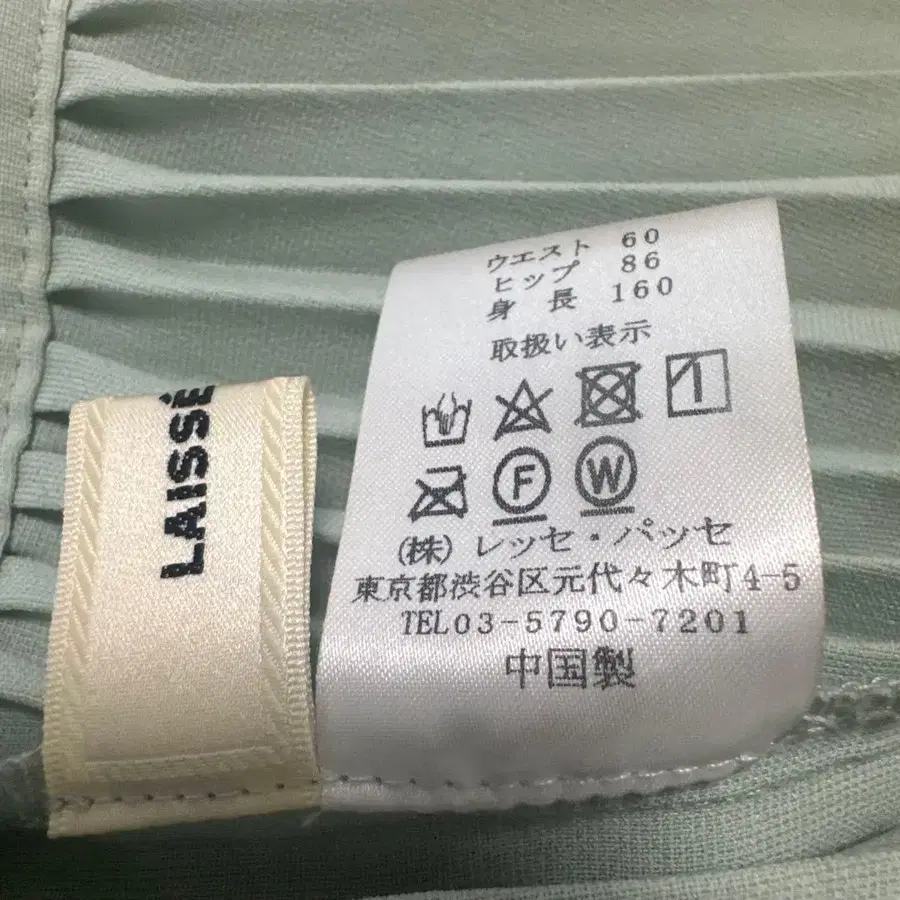 LAISSÈ
ウエスト 60
ヒップ 86
身長 160
取扱い表示
F W
(株) レッセ・パッセ
東京都渋谷区元代々木町4-5
TEL03-5790-7201
中国製